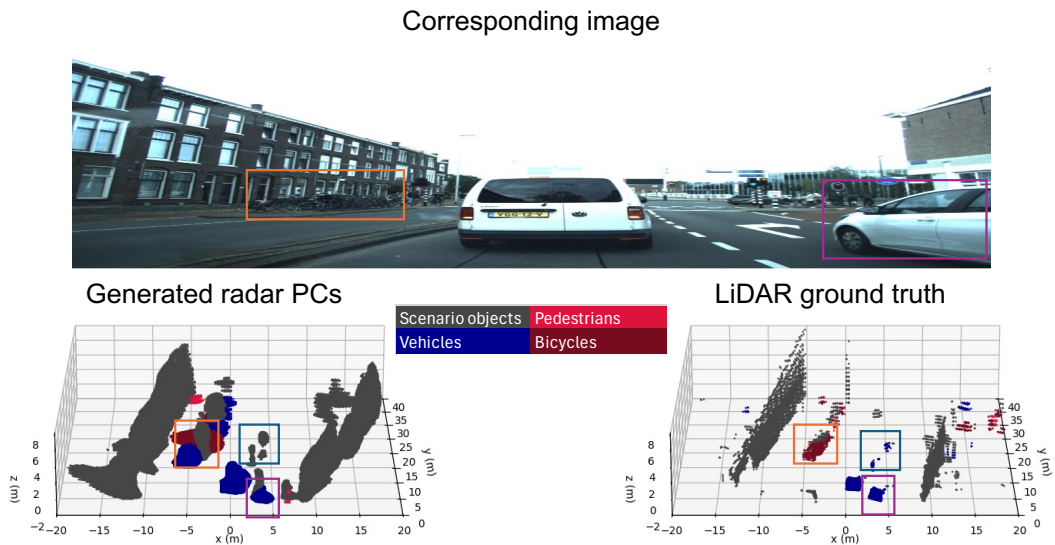 Corresponding image
VGG-12-V
Generated radar PCs
LiDAR ground truth
Scenario objects Pedestrians
Vehicles Bicycles
8
6
4
2
0
−2
z (m)
−20 −15 −10 −5 0 5 10 15 20
x (m)
0
5
10
15
20
25
30
35
40
y (m)
8
6
4
2
0
−2
z (m)
−20 −15 −10 −5 0 5 10 15 20
x (m)
0
5
10
15
20
25
30
35
40
y (m)